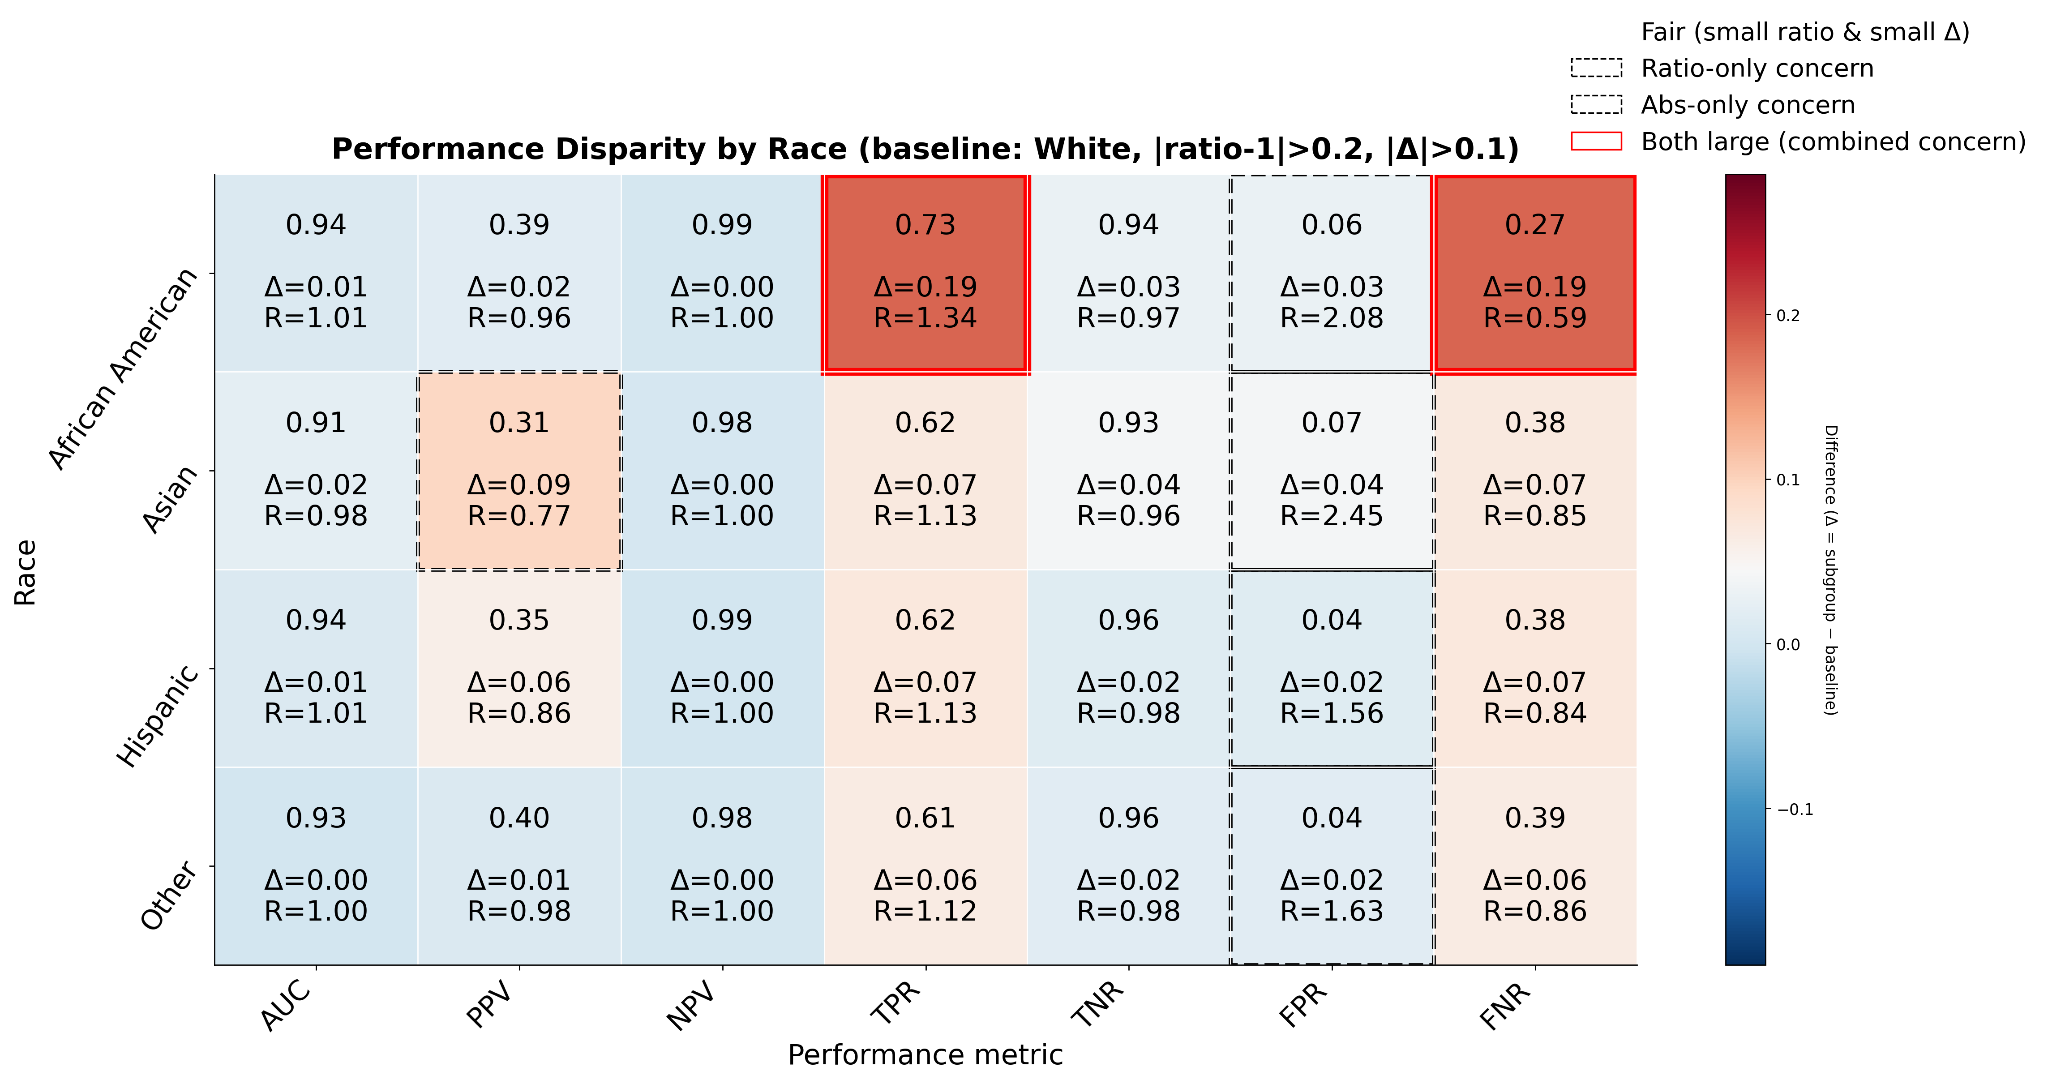 Fair (small ratio & small Δ)
Ratio-only concern
Abs-only concern
Both large (combined concern)
Performance Disparity by Race (baseline: White, |ratio-1|>0.2, |Δ|>0.1)
Race
African American
0.94 0.39 0.99 0.73 0.94 0.06 0.27
Δ=0.01 Δ=0.02 Δ=0.00 Δ=0.19 Δ=0.03 Δ=0.03 Δ=0.19
R=1.01 R=0.96 R=1.00 R=1.34 R=0.97 R=2.08 R=0.59
Asian
0.91 0.31 0.98 0.62 0.93 0.07 0.38
Δ=0.02 Δ=0.09 Δ=0.00 Δ=0.07 Δ=0.04 Δ=0.04 Δ=0.07
R=0.98 R=0.77 R=1.00 R=1.13 R=0.96 R=2.45 R=0.85
Hispanic
0.94 0.35 0.99 0.62 0.96 0.04 0.38
Δ=0.01 Δ=0.06 Δ=0.00 Δ=0.07 Δ=0.02 Δ=0.02 Δ=0.07
R=1.01 R=0.86 R=1.00 R=1.13 R=0.98 R=1.56 R=0.84
Other
0.93 0.40 0.98 0.61 0.96 0.04 0.39
Δ=0.00 Δ=0.01 Δ=0.00 Δ=0.06 Δ=0.02 Δ=0.02 Δ=0.06
R=1.00 R=0.98 R=1.00 R=1.12 R=0.98 R=1.63 R=0.86
AUC PPV NPV TPR TNR FPR FNR
Performance metric
0.2
0.1
0.0
−0.1
Difference (Δ = subgroup − baseline)